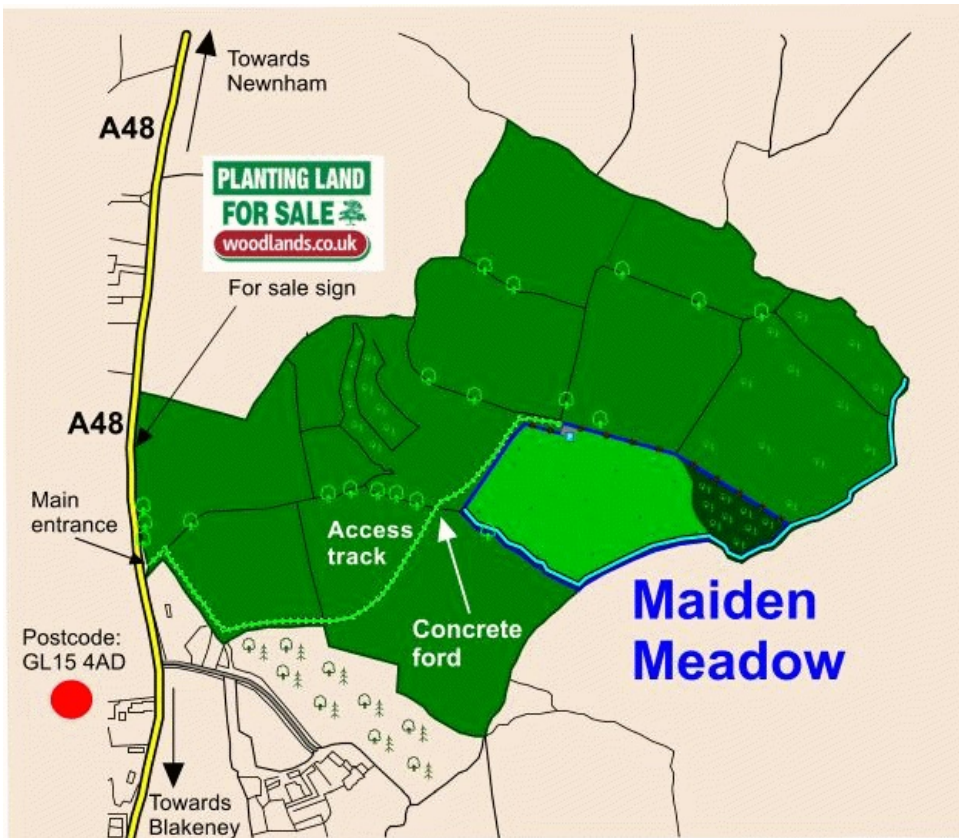 Towards
Newnham
A48
PLANTING LAND
FOR SALE
woodlands.co.uk
For sale sign
A48
Main
entrance
Access
track
Concrete
ford
Maiden
Meadow
Postcode:
GL15 4AD
Towards
Blakeney